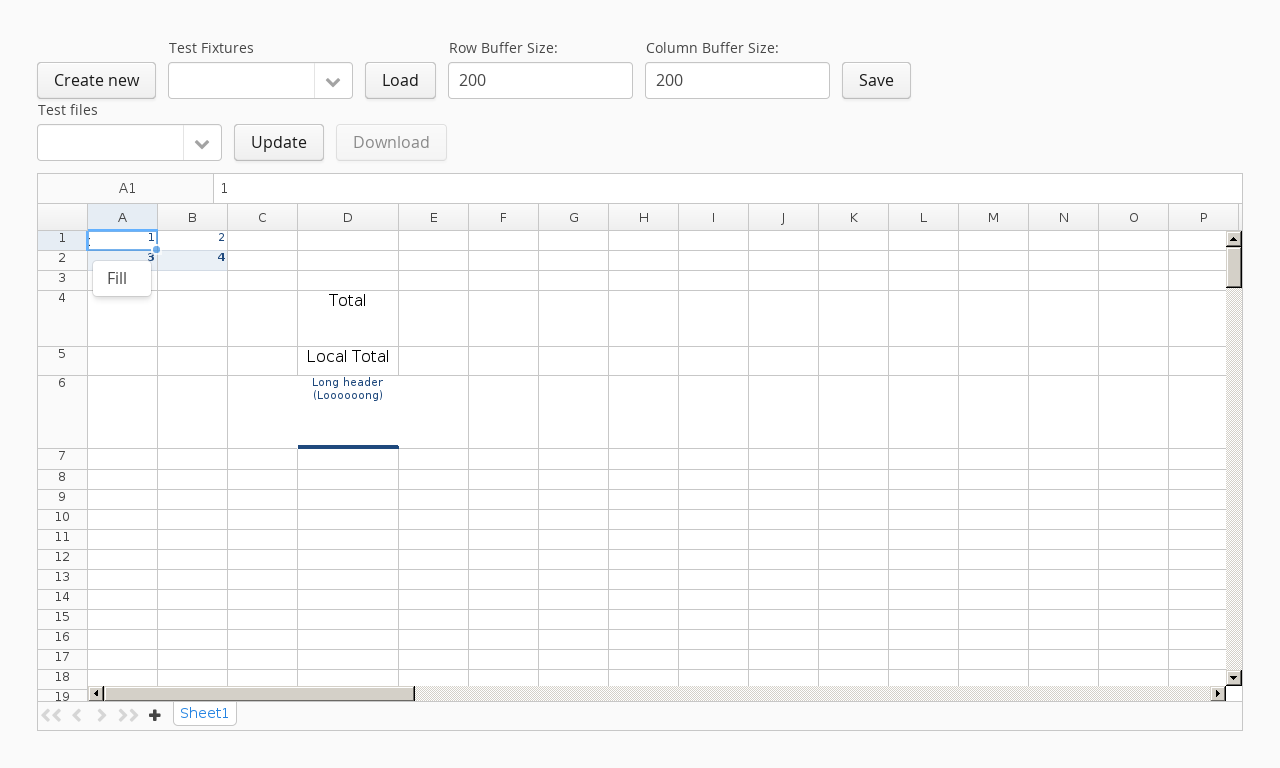 Test Fixtures Row Buffer Size: Column Buffer Size:
Create new Load 200 200 Save
Test files
Update Download
A1 1
A B C D E F G H I J K L M N O P
1 1 2
2 3 4
Fill
3
4 Total
5 Local Total
6 Long header
(Loooooong)
7
8
9
10
11
12
13
14
15
16
17
18
19
Sheet1